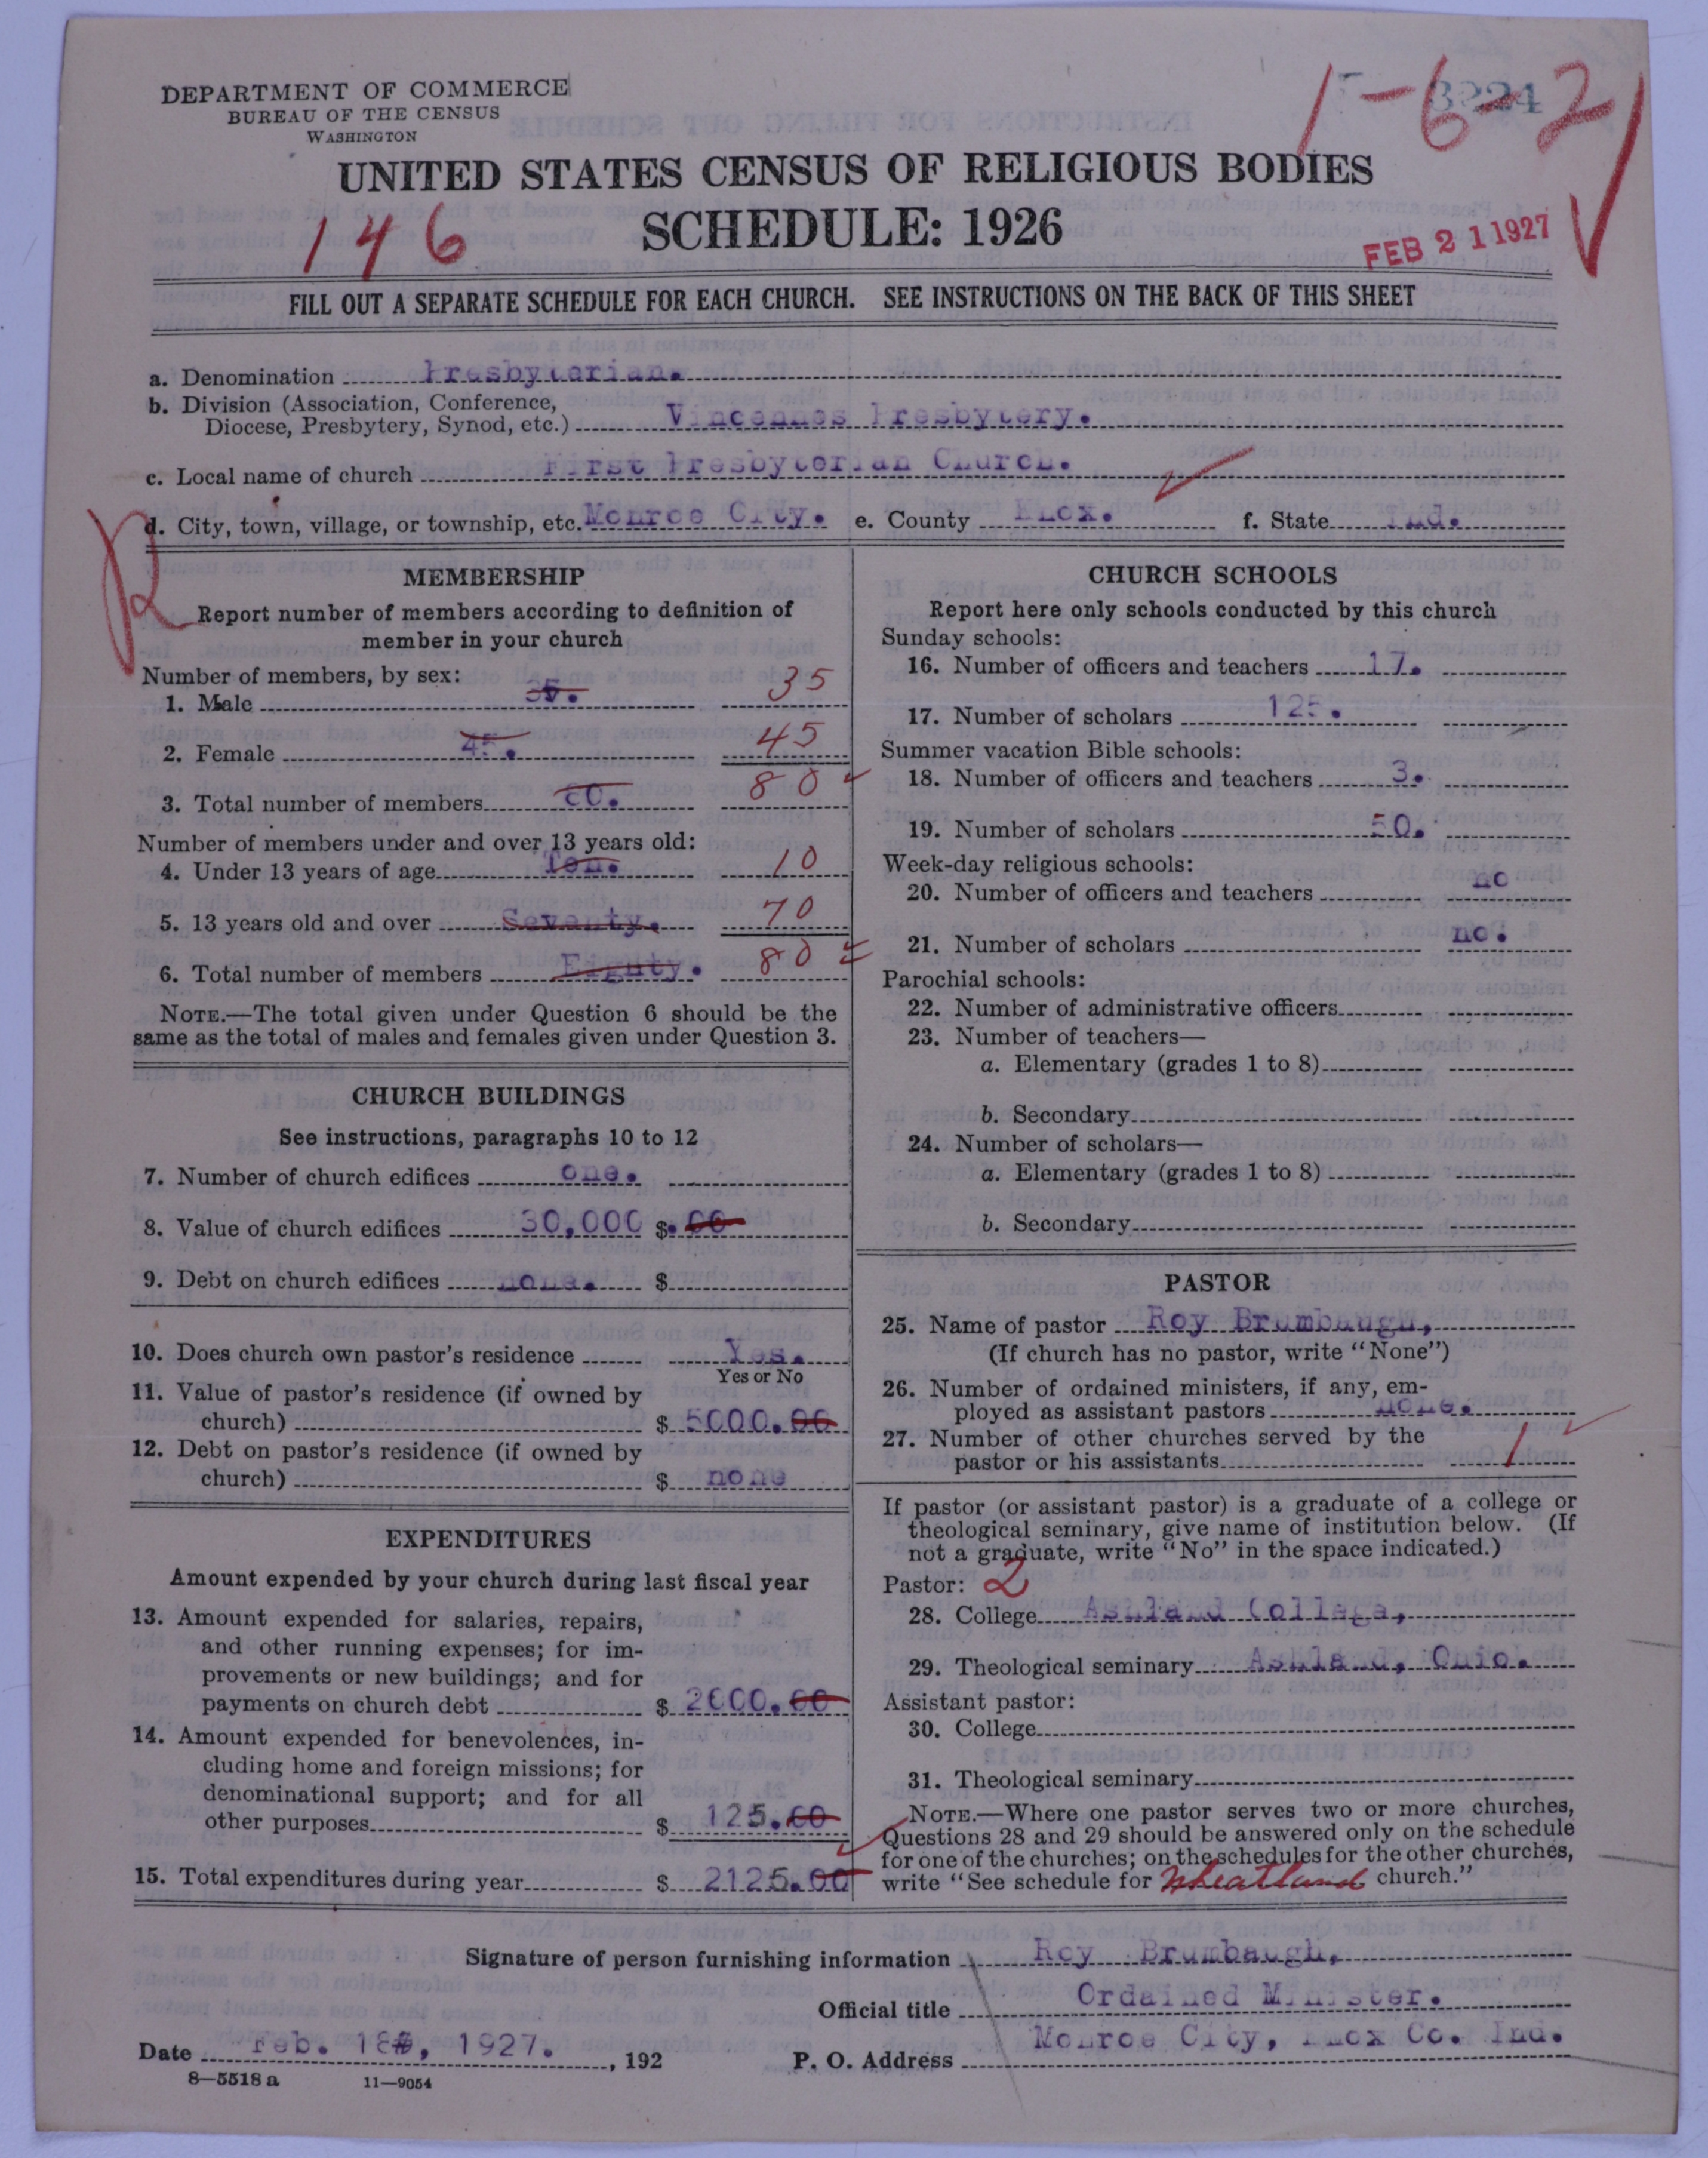 DEPARTMENT OF COMMERCE
BUREAU OF THE CENSUS
WASHINGTON
1-6-2
3224
UNITED STATES CENSUS OF RELIGIOUS BODIES
146
SCHEDULE: 1926
FEB 21 1927
FILL OUT A SEPARATE SCHEDULE FOR EACH CHURCH. SEE INSTRUCTIONS ON THE BACK OF THIS SHEET
a. Denomination Presbyterian.
b. Division (Association, Conference,
Diocese, Presbytery, Synod, etc.) Vincennes Presbytery.
c. Local name of church First Presbyterian Church.
d. City, town, village, or township, etc. Monroe City. e. County Knox. f. State Ind.
R
MEMBERSHIP
Report number of members according to definition of
member in your church
Number of members, by sex:
1. Male 35. 35
2. Female 45. 45
3. Total number of members 80. 80
Number of members under and over 13 years old:
4. Under 13 years of age Ten. 10
5. 13 years old and over Seventy. 70
6. Total number of members Eighty. 80
NOTE.—The total given under Question 6 should be the
same as the total of males and females given under Question 3.
CHURCH BUILDINGS
See instructions, paragraphs 10 to 12
7. Number of church edifices one.
8. Value of church edifices 30,000 $.00
9. Debt on church edifices none. $
10. Does church own pastor's residence Yes.
Yes or No
11. Value of pastor's residence (if owned by
church) $ 5000.00
12. Debt on pastor's residence (if owned by
church) $ none
EXPENDITURES
Amount expended by your church during last fiscal year
13. Amount expended for salaries, repairs,
and other running expenses; for im-
provements or new buildings; and for
payments on church debt $ 2000.00
14. Amount expended for benevolences, in-
cluding home and foreign missions; for
denominational support; and for all
other purposes $ 125.00
15. Total expenditures during year $ 2125.00
CHURCH SCHOOLS
Report here only schools conducted by this church
Sunday schools:
16. Number of officers and teachers 17.
17. Number of scholars 125.
Summer vacation Bible schools:
18. Number of officers and teachers 3.
19. Number of scholars 50.
Week-day religious schools:
20. Number of officers and teachers no
21. Number of scholars no.
Parochial schools:
22. Number of administrative officers
23. Number of teachers—
a. Elementary (grades 1 to 8)
b. Secondary
24. Number of scholars—
a. Elementary (grades 1 to 8)
b. Secondary
PASTOR
25. Name of pastor Roy Brumbaugh,
(If church has no pastor, write "None")
26. Number of ordained ministers, if any, em-
ployed as assistant pastors none.
27. Number of other churches served by the
pastor or his assistants 1
If pastor (or assistant pastor) is a graduate of a college or
theological seminary, give name of institution below. (If
not a graduate, write "No" in the space indicated.)
Pastor: 2
28. College Ashland College,
29. Theological seminary Ashland, Ohio.
Assistant pastor:
30. College
31. Theological seminary
NOTE.—Where one pastor serves two or more churches,
Questions 28 and 29 should be answered only on the schedule
for one of the churches; on the schedules for the other churches,
write "See schedule for Wheatland church."
Signature of person furnishing information Roy Brumbaugh,
Official title Ordained Minister.
Date Feb. 18, 1927. , 192
P. O. Address Monroe City, Knox Co. Ind.
8—5518 a 11—9054